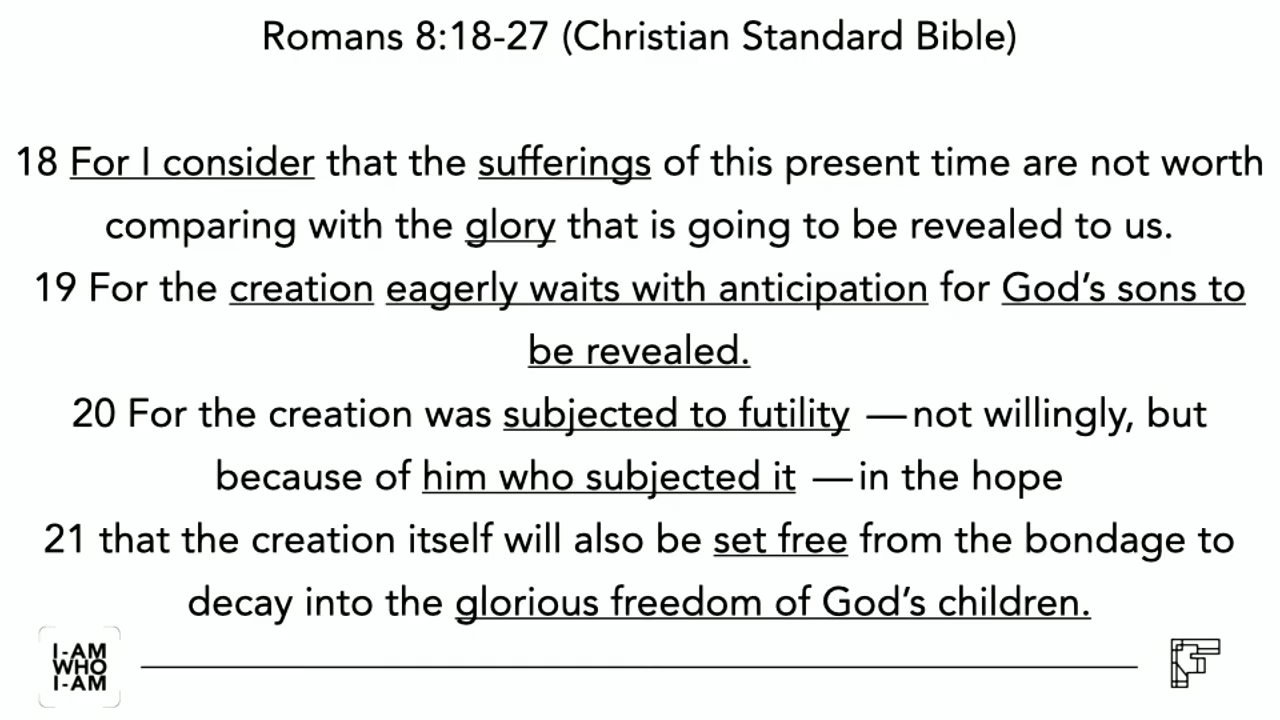 Romans 8:18-27 (Christian Standard Bible)
18 For I consider that the sufferings of this present time are not worth
comparing with the glory that is going to be revealed to us.
19 For the creation eagerly waits with anticipation for God’s sons to
be revealed.
20 For the creation was subjected to futility —not willingly, but
because of him who subjected it —in the hope
21 that the creation itself will also be set free from the bondage to
decay into the glorious freedom of God’s children.
I-AM
WHO
I-AM